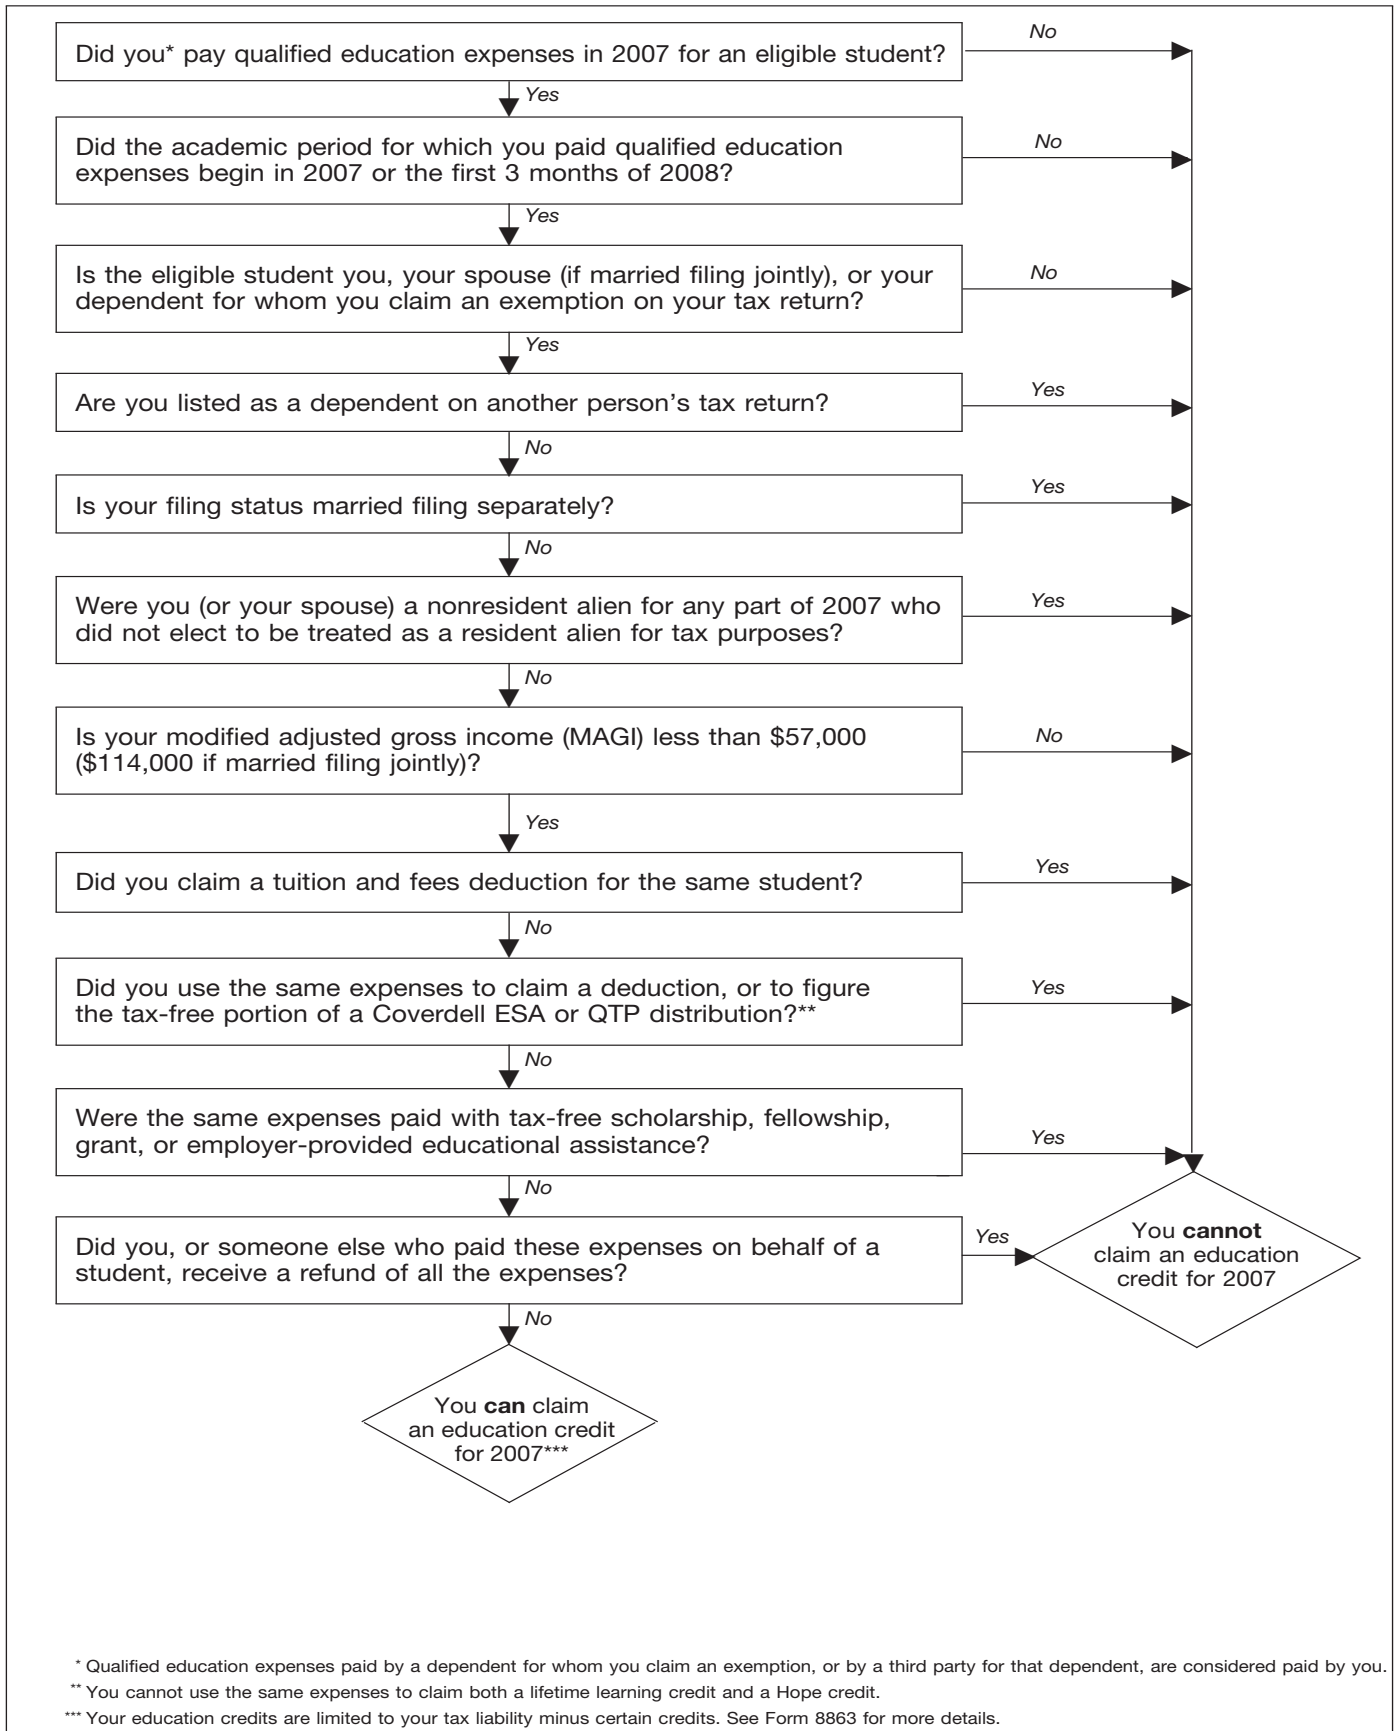 Did you* pay qualified education expenses in 2007 for an eligible student?
No
Yes
Did the academic period for which you paid qualified education
expenses begin in 2007 or the first 3 months of 2008?
No
Yes
Is the eligible student you, your spouse (if married filing jointly), or your
dependent for whom you claim an exemption on your tax return?
No
Yes
Are you listed as a dependent on another person's tax return?
Yes
No
Is your filing status married filing separately?
Yes
No
Were you (or your spouse) a nonresident alien for any part of 2007 who
did not elect to be treated as a resident alien for tax purposes?
Yes
No
Is your modified adjusted gross income (MAGI) less than $57,000
($114,000 if married filing jointly)?
No
Yes
Did you claim a tuition and fees deduction for the same student?
Yes
No
Did you use the same expenses to claim a deduction, or to figure
the tax-free portion of a Coverdell ESA or QTP distribution?**
Yes
No
Were the same expenses paid with tax-free scholarship, fellowship,
grant, or employer-provided educational assistance?
Yes
No
Did you, or someone else who paid these expenses on behalf of a
student, receive a refund of all the expenses?
Yes
You cannot
claim an education
credit for 2007
No
You can claim
an education credit
for 2007***
* Qualified education expenses paid by a dependent for whom you claim an exemption, or by a third party for that dependent, are considered paid by you.
** You cannot use the same expenses to claim both a lifetime learning credit and a Hope credit.
*** Your education credits are limited to your tax liability minus certain credits. See Form 8863 for more details.